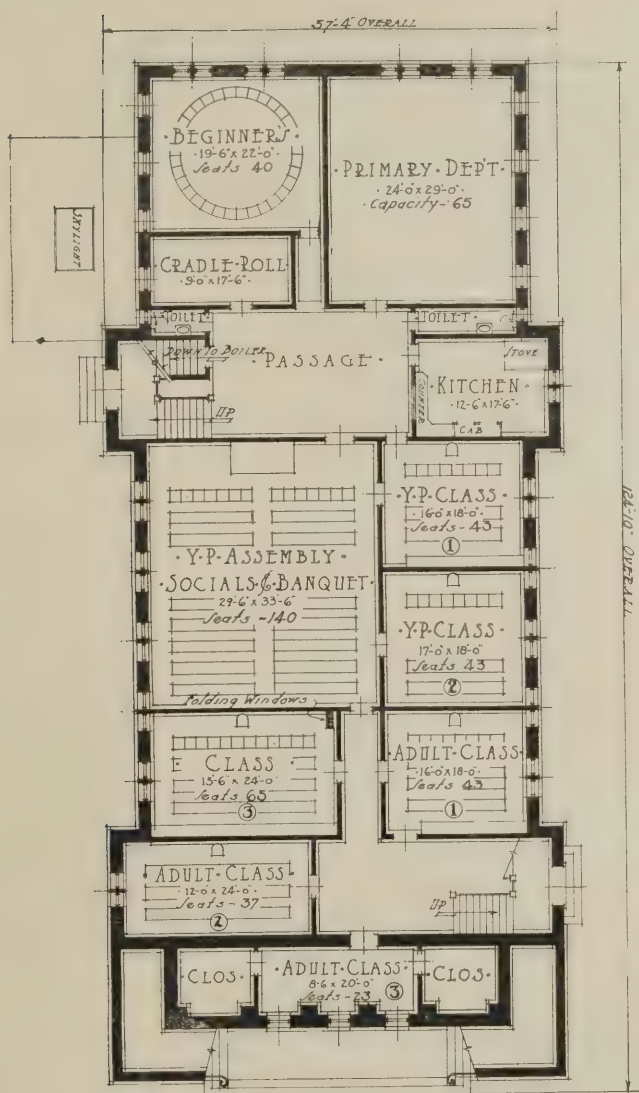 57'-4" OVERALL
·BEGINNERS·
·19'-6" x 22'-0"
Seats 40
·PRIMARY·DEP'T·
·24'-0" x 29'-0"·
·Capacity-·65
SKYLIGHT
·CRADLE·ROLL·
·9'-0" x 17'-6"·
TOILET
TOILET
DOWN TO BOILER
·PASSAGE·
STOVE
·KITCHEN·
·12'-6" x 17'-6"·
COUNTER
CAB
UP
·Y·P·CLASS·
·16'-0" x 18'-0"·
Seats-43
①
·Y·P·ASSEMBLY·
·SOCIALS·&·BANQUET·
·29'-6" x 33'-6"
Seats -140
·Y·P·CLASS·
17'-0" x 18'-0"
Seats 43
②
Folding Windows
·CLASS·
15'-6" x 24'-0"
Seats 65
③
·ADULT·CLASS·
·16'-0" x 18'-0"·
Seats 43
①
124'-10" OVERALL
·ADULT·CLASS·
·12'-0" x 24'-0"·
Seats-37
②
UP
·CLOS·
·ADULT·CLASS·
8'-6" x 20'-0"
Seats-23
③
·CLOS·